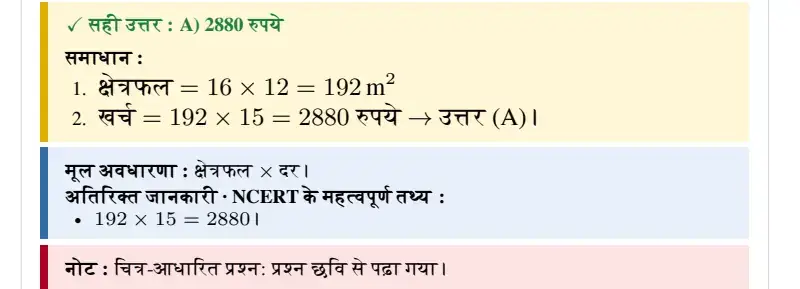 ✓ सही उत्तर : A) 2880 रुपये
समाधान :
1. क्षेत्रफल = 16 × 12 = 192 m²
2. खर्च = 192 × 15 = 2880 रुपये → उत्तर (A)।
मूल अवधारणा : क्षेत्रफल × दर।
अतिरिक्त जानकारी · NCERT के महत्वपूर्ण तथ्य :
• 192 × 15 = 2880।
नोट : चित्र-आधारित प्रश्न: प्रश्न छवि से पढ़ा गया।